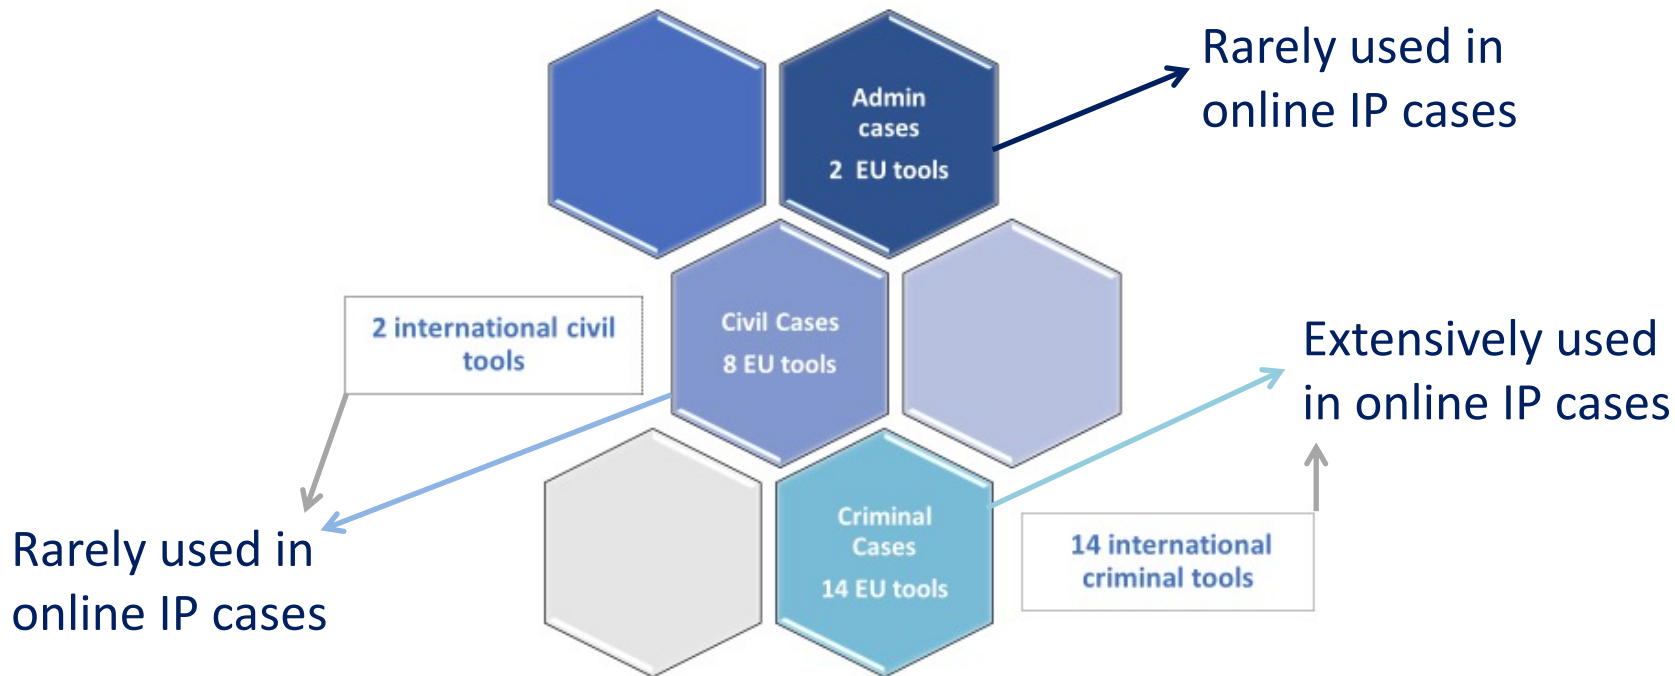 Rarely used in
online IP cases
Admin
cases
2 EU tools
2 international civil
tools
Civil Cases
8 EU tools
Extensively used
in online IP cases
Rarely used in
online IP cases
Criminal
Cases
14 EU tools
14 international
criminal tools